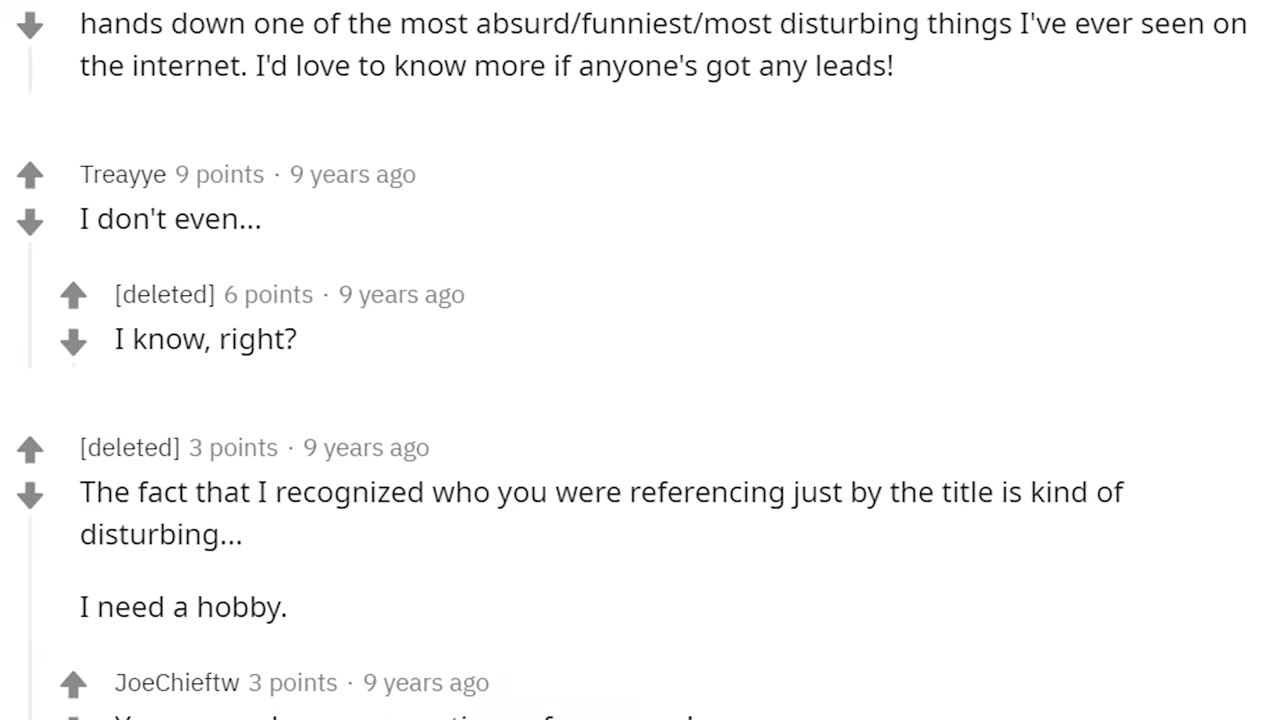 hands down one of the most absurd/funniest/most disturbing things I've ever seen on
the internet. I'd love to know more if anyone's got any leads!
Treayye 9 points · 9 years ago
I don't even...
[deleted] 6 points · 9 years ago
I know, right?
[deleted] 3 points · 9 years ago
The fact that I recognized who you were referencing just by the title is kind of
disturbing...
I need a hobby.
JoeChieftw 3 points · 9 years ago